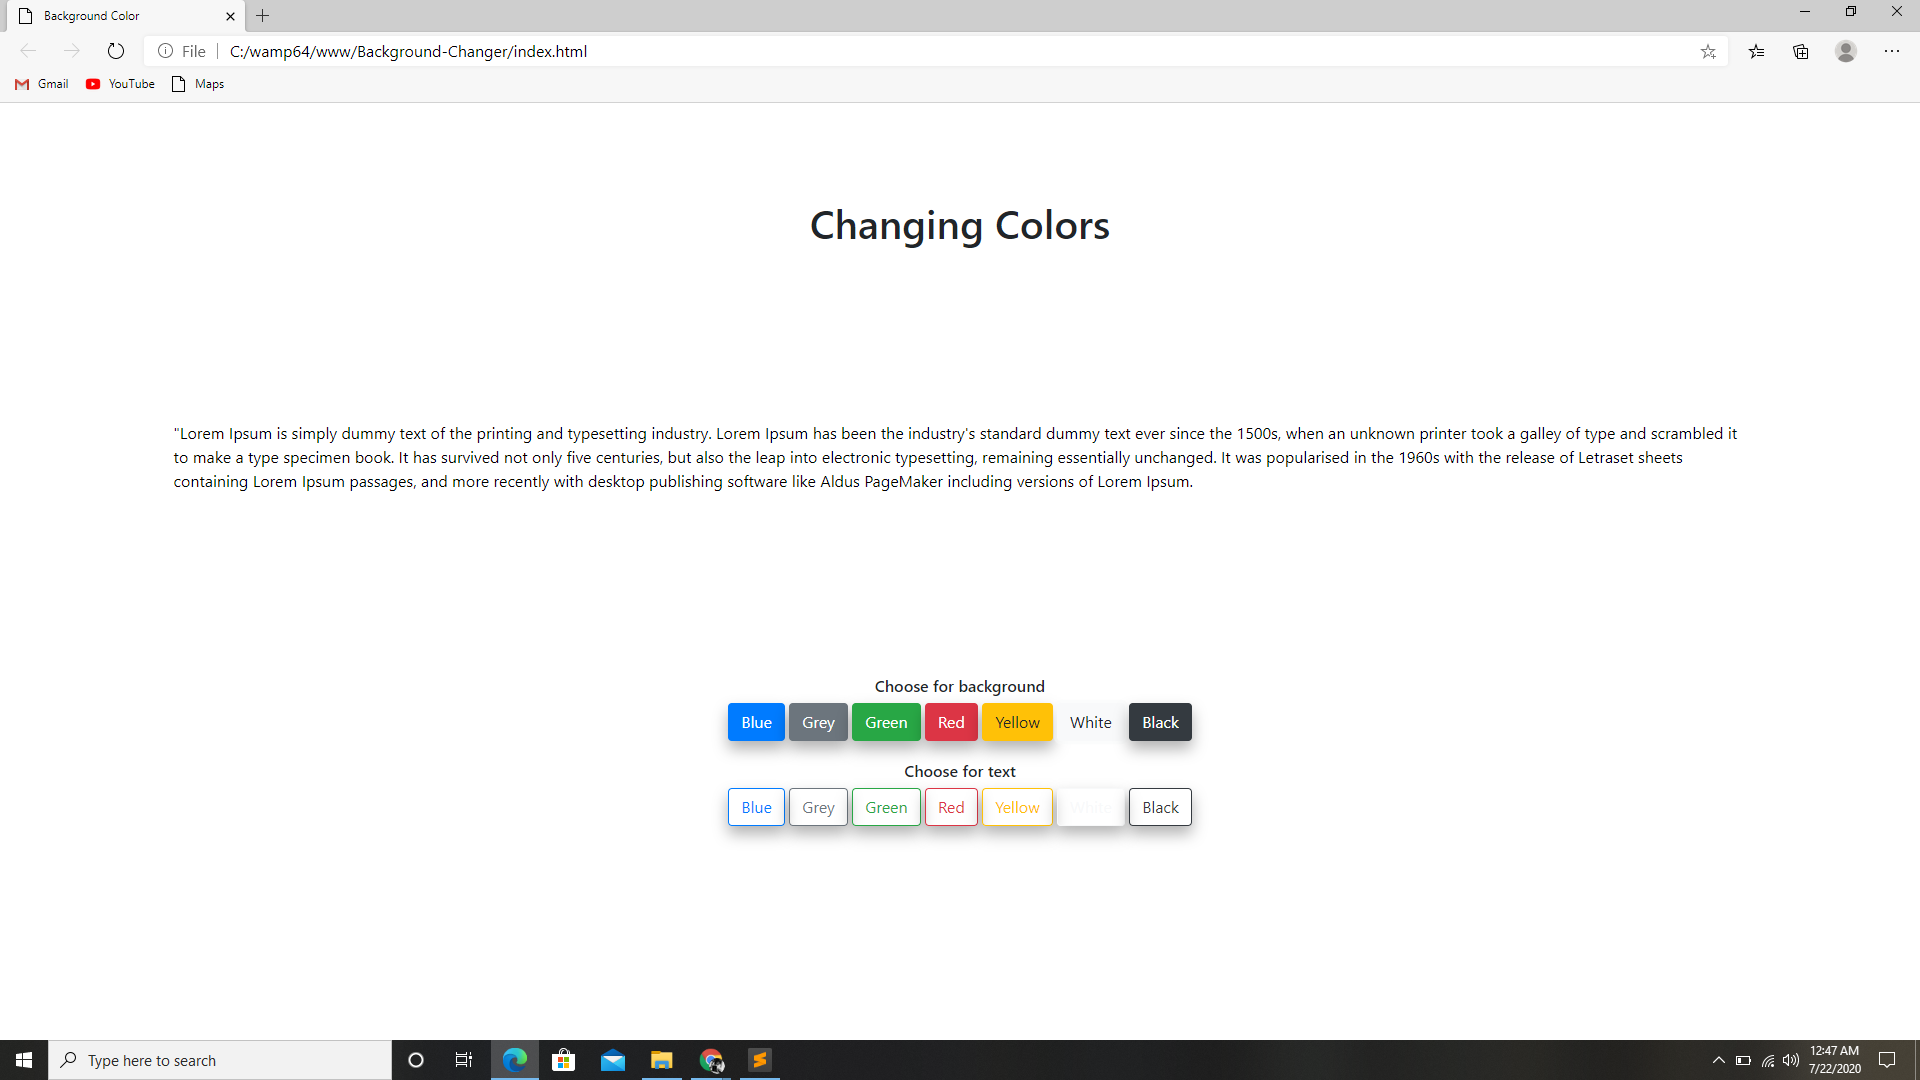 Background Color
File C:/wamp64/www/Background-Changer/index.html
Gmail YouTube Maps
Changing Colors
"Lorem Ipsum is simply dummy text of the printing and typesetting industry. Lorem Ipsum has been the industry's standard dummy text ever since the 1500s, when an unknown printer took a galley of type and scrambled it
to make a type specimen book. It has survived not only five centuries, but also the leap into electronic typesetting, remaining essentially unchanged. It was popularised in the 1960s with the release of Letraset sheets
containing Lorem Ipsum passages, and more recently with desktop publishing software like Aldus PageMaker including versions of Lorem Ipsum.
Choose for background
Blue Grey Green Red Yellow White Black
Choose for text
Blue Grey Green Red Yellow White Black
Type here to search
12:47 AM
7/22/2020